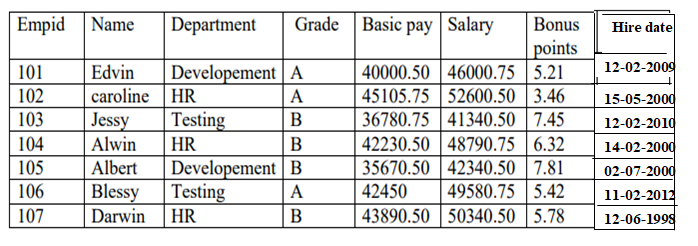 Empid Name Department Grade Basic pay Salary Bonus points Hire date
101 Edvin Developement A 40000.50 46000.75 5.21 12-02-2009
102 caroline HR A 45105.75 52600.50 3.46 15-05-2000
103 Jessy Testing B 36780.75 41340.50 7.45 12-02-2010
104 Alwin HR B 42230.50 48790.75 6.32 14-02-2000
105 Albert Developement B 35670.50 42340.50 7.81 02-07-2000
106 Blessy Testing A 42450 49580.75 5.42 11-02-2012
107 Darwin HR B 43890.50 50340.50 5.78 12-06-1998